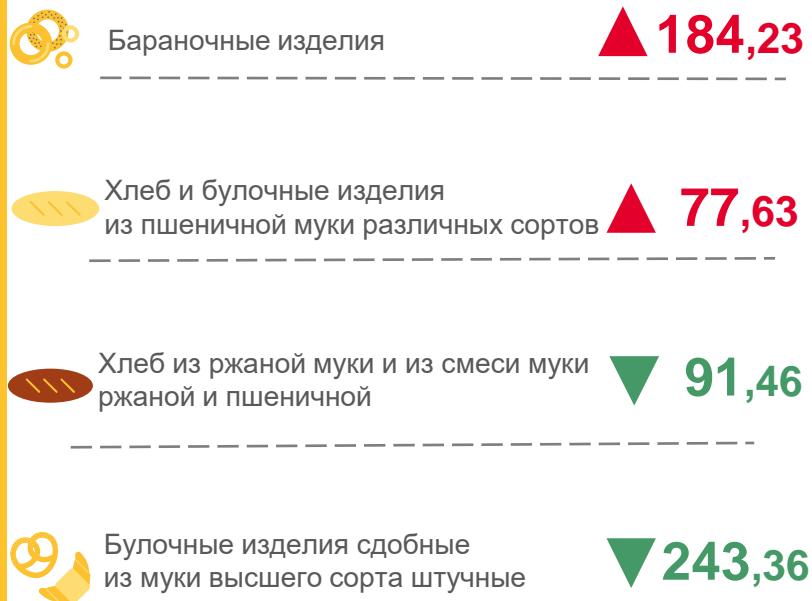 Бараночные изделия
184,23
Хлеб и булочные изделия
из пшеничной муки различных сортов
77,63
Хлеб из ржаной муки и из смеси муки
ржаной и пшеничной
91,46
Булочные изделия сдобные
из муки высшего сорта штучные
243,36